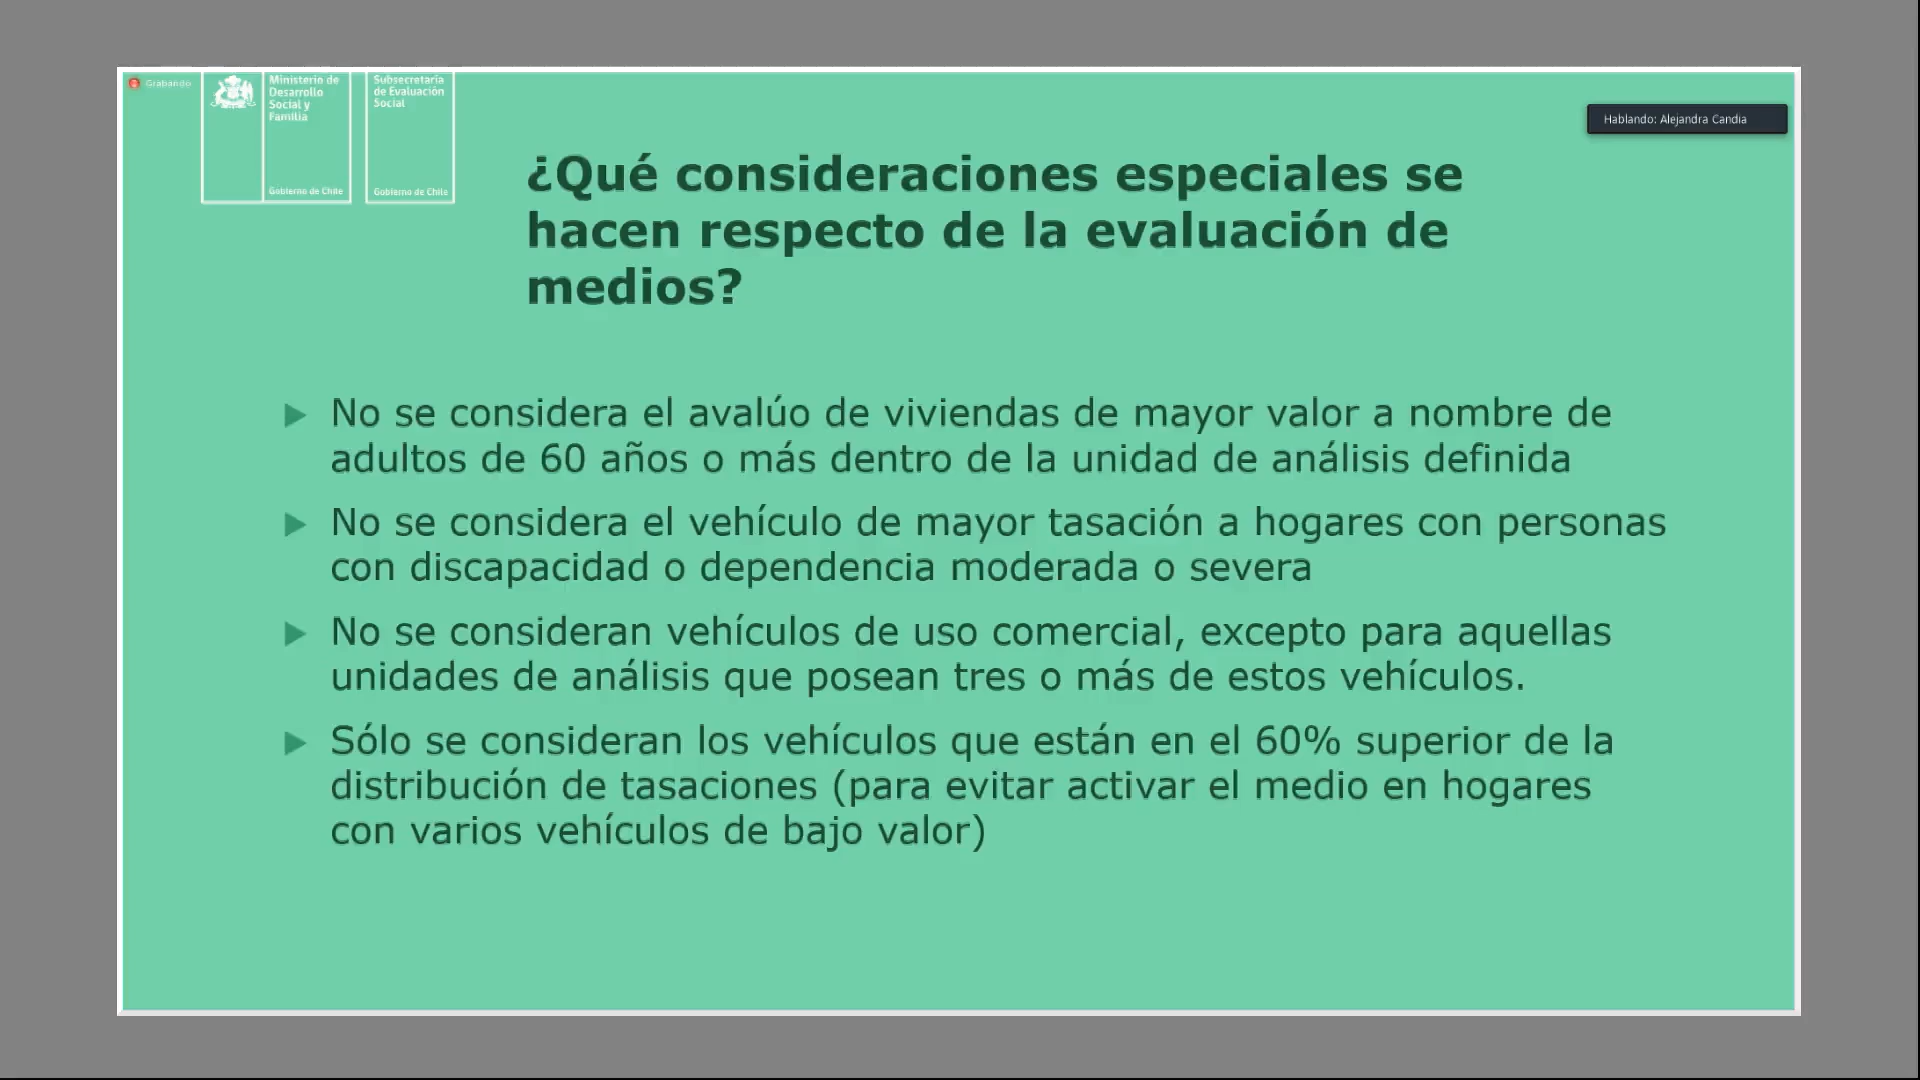 Grabando
Ministerio de
Desarrollo
Social y
Familia
Gobierno de Chile
Subsecretaría
de Evaluación
Social
Gobierno de Chile
Hablando: Alejandra Candia
¿Qué consideraciones especiales se
hacen respecto de la evaluación de
medios?
No se considera el avalúo de viviendas de mayor valor a nombre de
adultos de 60 años o más dentro de la unidad de análisis definida
No se considera el vehículo de mayor tasación a hogares con personas
con discapacidad o dependencia moderada o severa
No se consideran vehículos de uso comercial, excepto para aquellas
unidades de análisis que posean tres o más de estos vehículos.
Sólo se consideran los vehículos que están en el 60% superior de la
distribución de tasaciones (para evitar activar el medio en hogares
con varios vehículos de bajo valor)